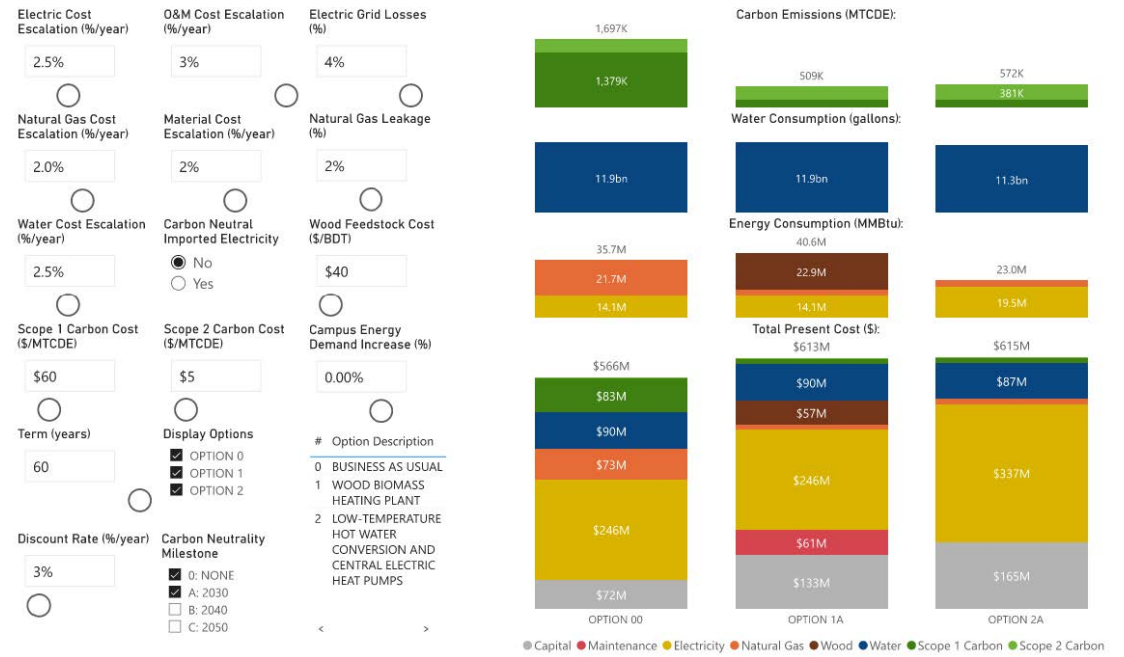 Electric Cost
Escalation (%/year)
2.5%
O&M Cost Escalation
(%/year)
3%
Electric Grid Losses
(%)
4%
Natural Gas Cost
Escalation (%/year)
2.0%
Material Cost
Escalation (%/year)
2%
Natural Gas Leakage
(%)
2%
Water Cost Escalation
(%/year)
2.5%
Carbon Neutral
Imported Electricity
No
Yes
Wood Feedstock Cost
($/BDT)
$40
Scope 1 Carbon Cost
($/MTCDE)
$60
Scope 2 Carbon Cost
($/MTCDE)
$5
Campus Energy
Demand Increase (%)
0.00%
Term (years)
60
Display Options
OPTION 0
OPTION 1
OPTION 2
# Option Description
0 BUSINESS AS USUAL
1 WOOD BIOMASS
HEATING PLANT
2 LOW-TEMPERATURE
HOT WATER
CONVERSION AND
CENTRAL ELECTRIC
HEAT PUMPS
< >
Discount Rate (%/year)
3%
Carbon Neutrality
Milestone
0: NONE
A: 2030
B: 2040
C: 2050
Carbon Emissions (MTCDE):
1,697K
1,379K
509K
572K
381K
Water Consumption (gallons):
11.9bn
11.9bn
11.3bn
Energy Consumption (MMBtu):
35.7M
21.7M
14.1M
40.6M
22.9M
14.1M
23.0M
19.5M
Total Present Cost ($):
$566M
$83M
$90M
$73M
$246M
$72M
$613M
$90M
$57M
$246M
$61M
$133M
$615M
$87M
$337M
$165M
OPTION 00
OPTION 1A
OPTION 2A
Capital Maintenance Electricity Natural Gas Wood Water Scope 1 Carbon Scope 2 Carbon